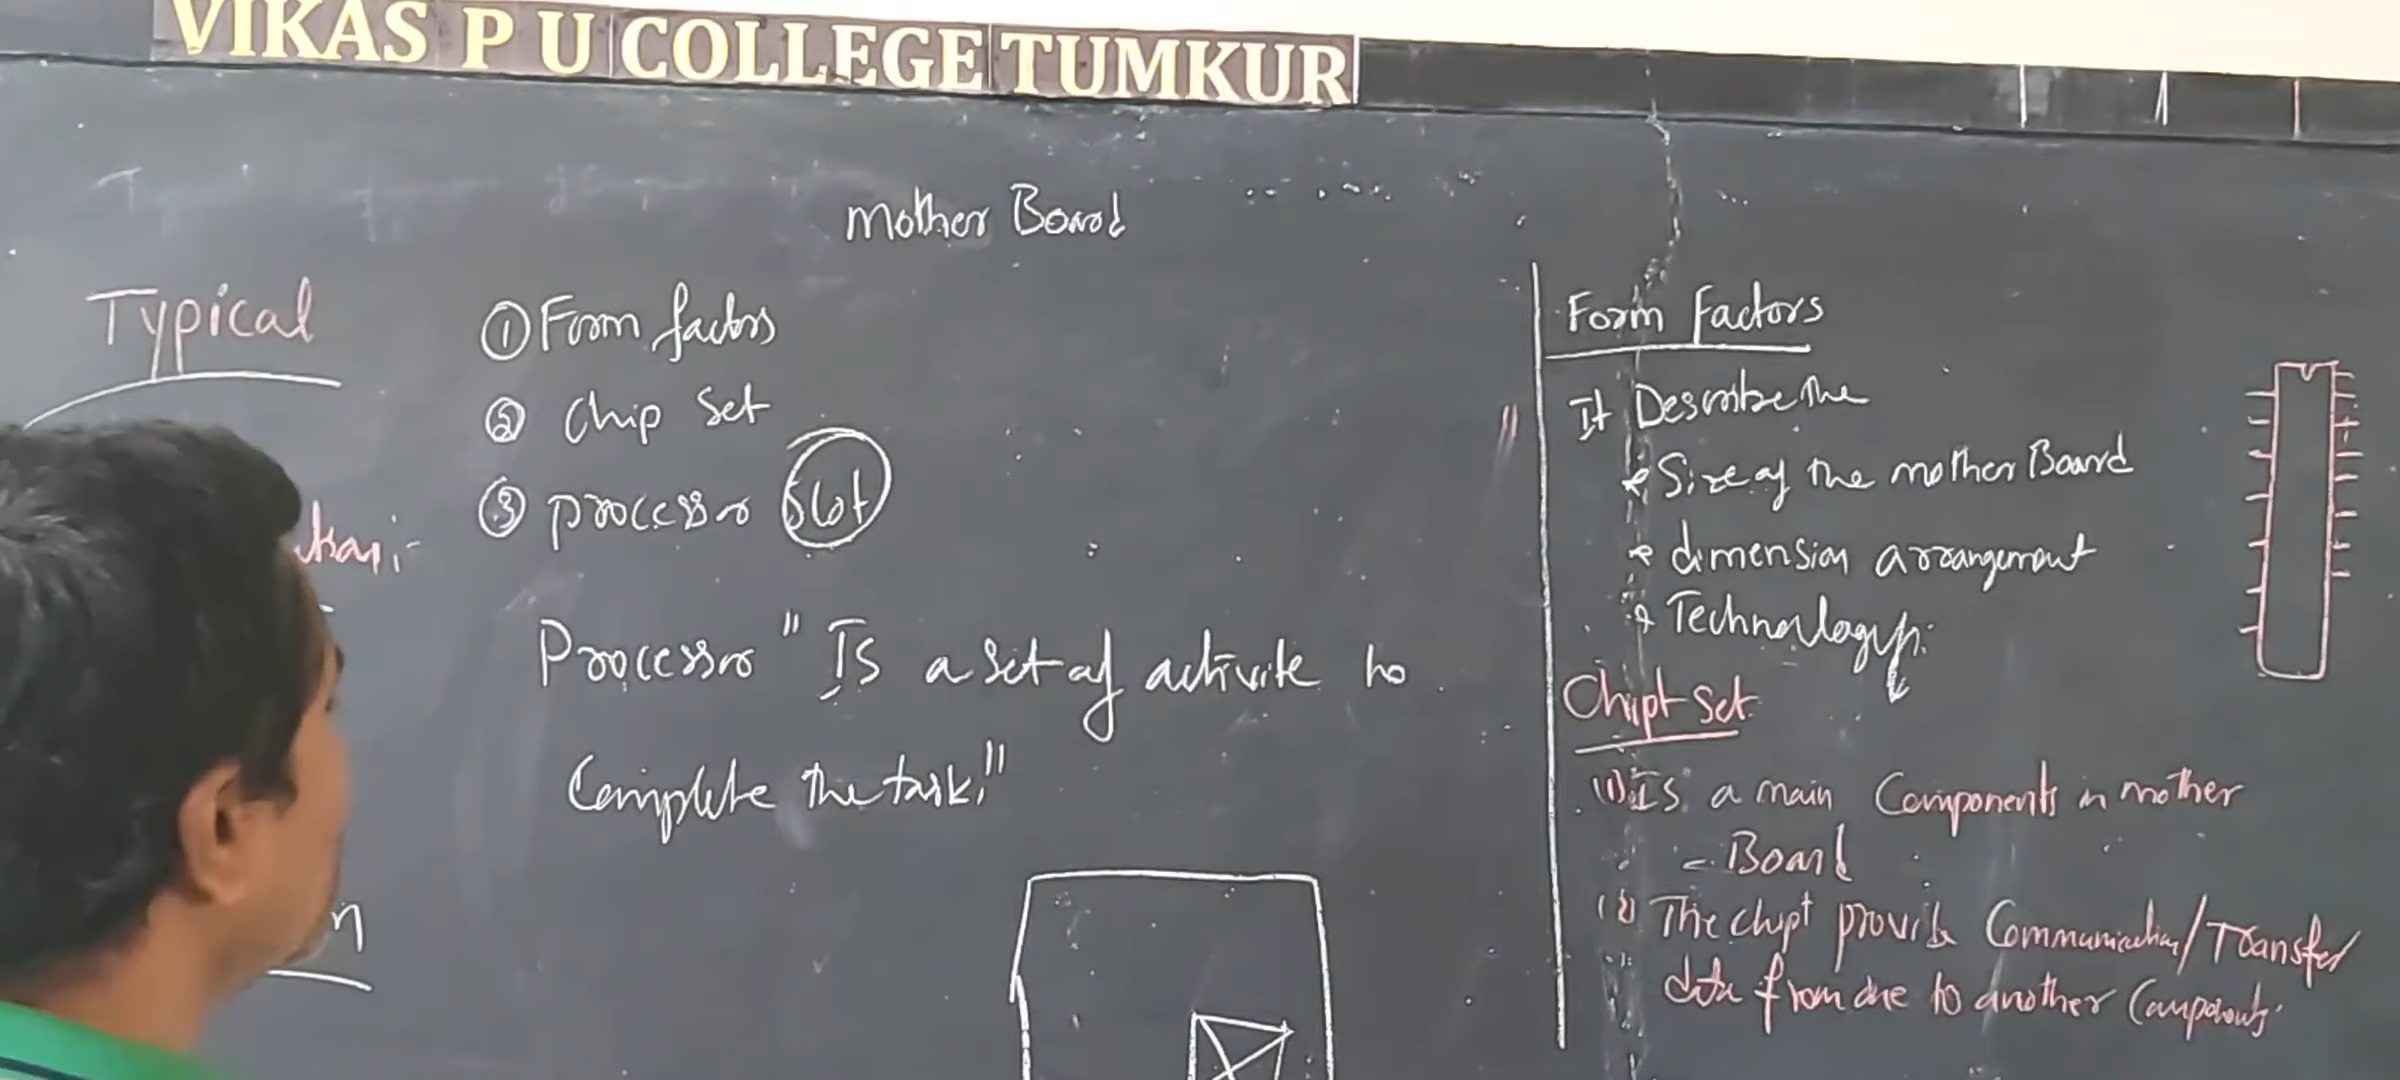 VIKAS P U COLLEGE TUMKUR
Mother Board
Typical
① Form factors
② Chip Set
③ processor Slot
Processor " Is a set of activite to
Complete the task."
Form Factors
It Describe the
* Size of the mother Board
* dimension arrangement
* Technology.
Chipt Set
(1) Is a main Components in mother
- Board
(2) The chipt provide Communication/Transfer
data from one to another Components.